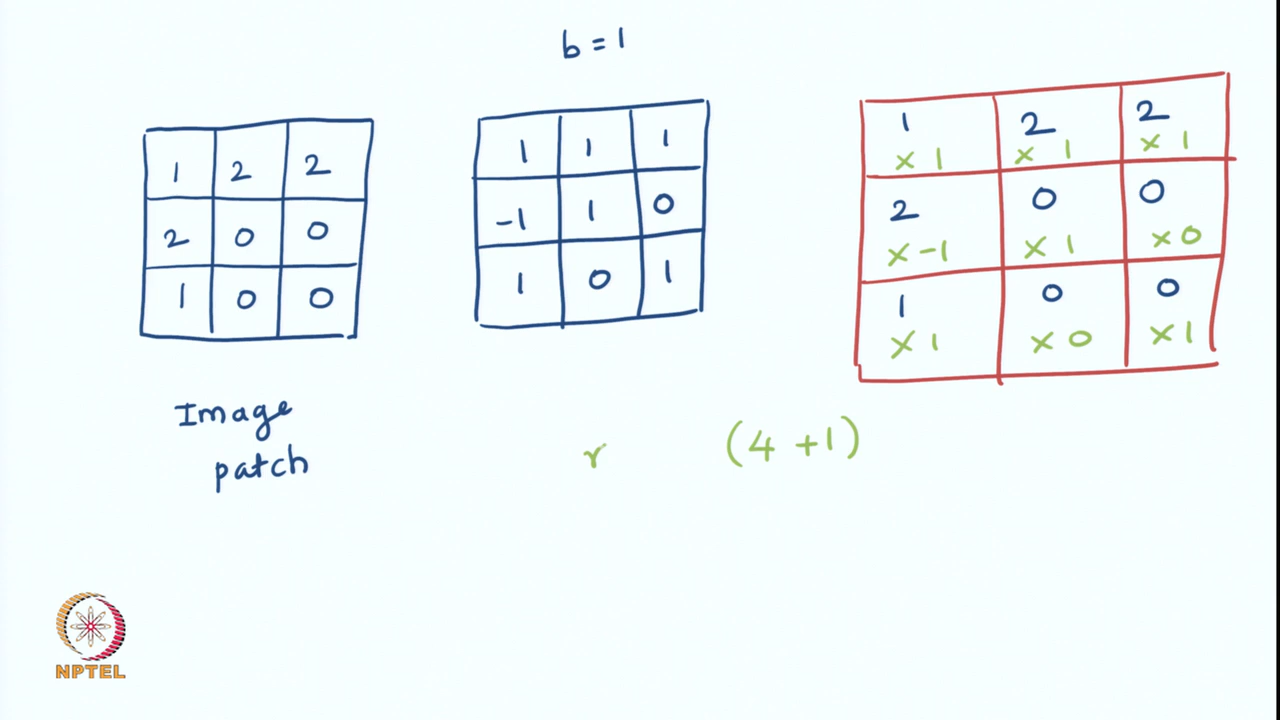 b = 1
1 2 2
2 0 0
1 0 0
1 1 1
-1 1 0
1 0 1
1 2 2
× 1 × 1 × 1
2 0 0
× -1 × 1 × 0
1 0 0
× 1 × 0 × 1
Image
patch
r (4 +1)
NPTEL